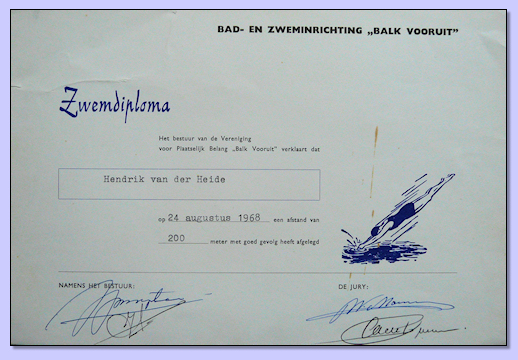 BAD- EN ZWEMINRICHTING „BALK VOORUIT”
Zwemdiploma
Het bestuur van de Vereniging
voor Plaatselijk Belang „Balk Vooruit” verklaart dat
Hendrik van der Heide
op 24 augustus 1968 een afstand van
200 meter met goed gevolg heeft afgelegd
NAMENS HET BESTUUR:
DE JURY: